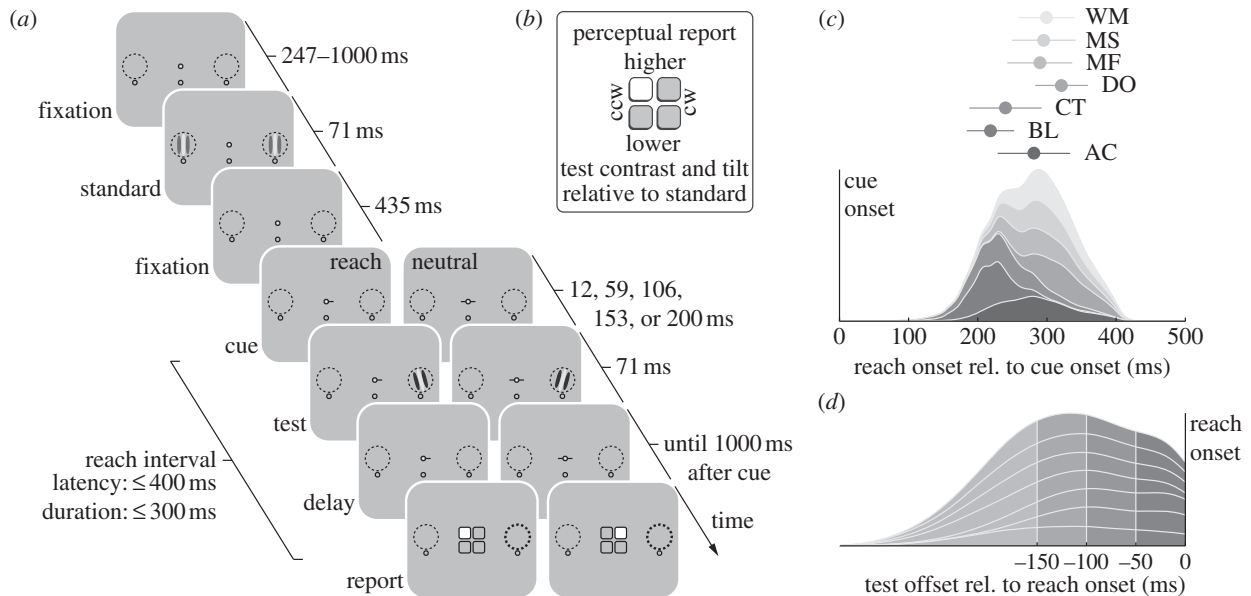 (a)
247–1000 ms
fixation
71 ms
standard
435 ms
fixation
reach
neutral
12, 59, 106,
153, or 200 ms
cue
71 ms
test
until 1000 ms
after cue
delay
time
report
reach interval
latency: ≤400 ms
duration: ≤300 ms
(b)
perceptual report
higher
ccw
cw
lower
test contrast and tilt
relative to standard
(c)
WM
MS
MF
DO
CT
BL
AC
cue
onset
0 100 200 300 400 500
reach onset rel. to cue onset (ms)
(d)
reach
onset
–150 –100 –50 0
test offset rel. to reach onset (ms)